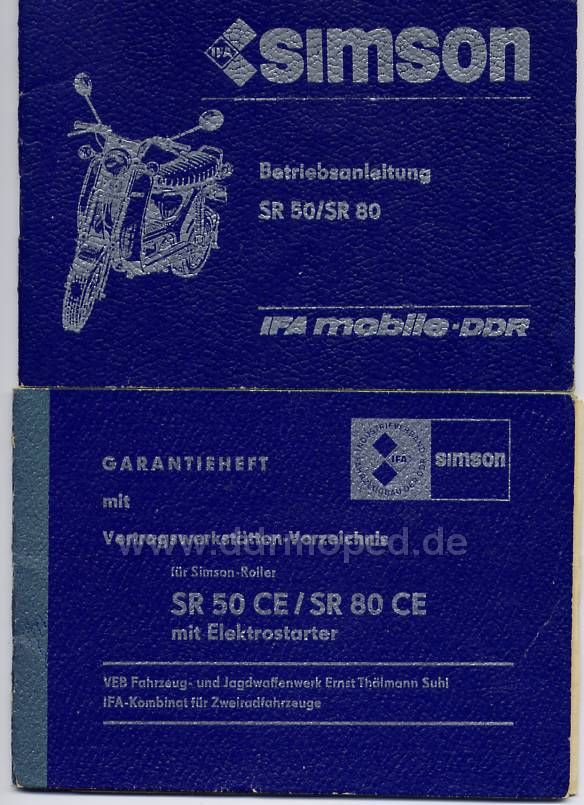 IFA
simson
Betriebsanleitung
SR 50/SR 80
IFA mobile-DDR
INDUSTRIEVERBAND
IFA
simson
GARANTIEHEFT
mit
Vertragswerkstätten-Verzeichnis
www.ddrmoped.de
für Simson-Roller
SR 50 CE / SR 80 CE
mit Elektrostarter
VEB Fahrzeug- und Jagdwaffenwerk Ernst Thälmann Suhl
IFA-Kombinat für Zweiradfahrzeuge